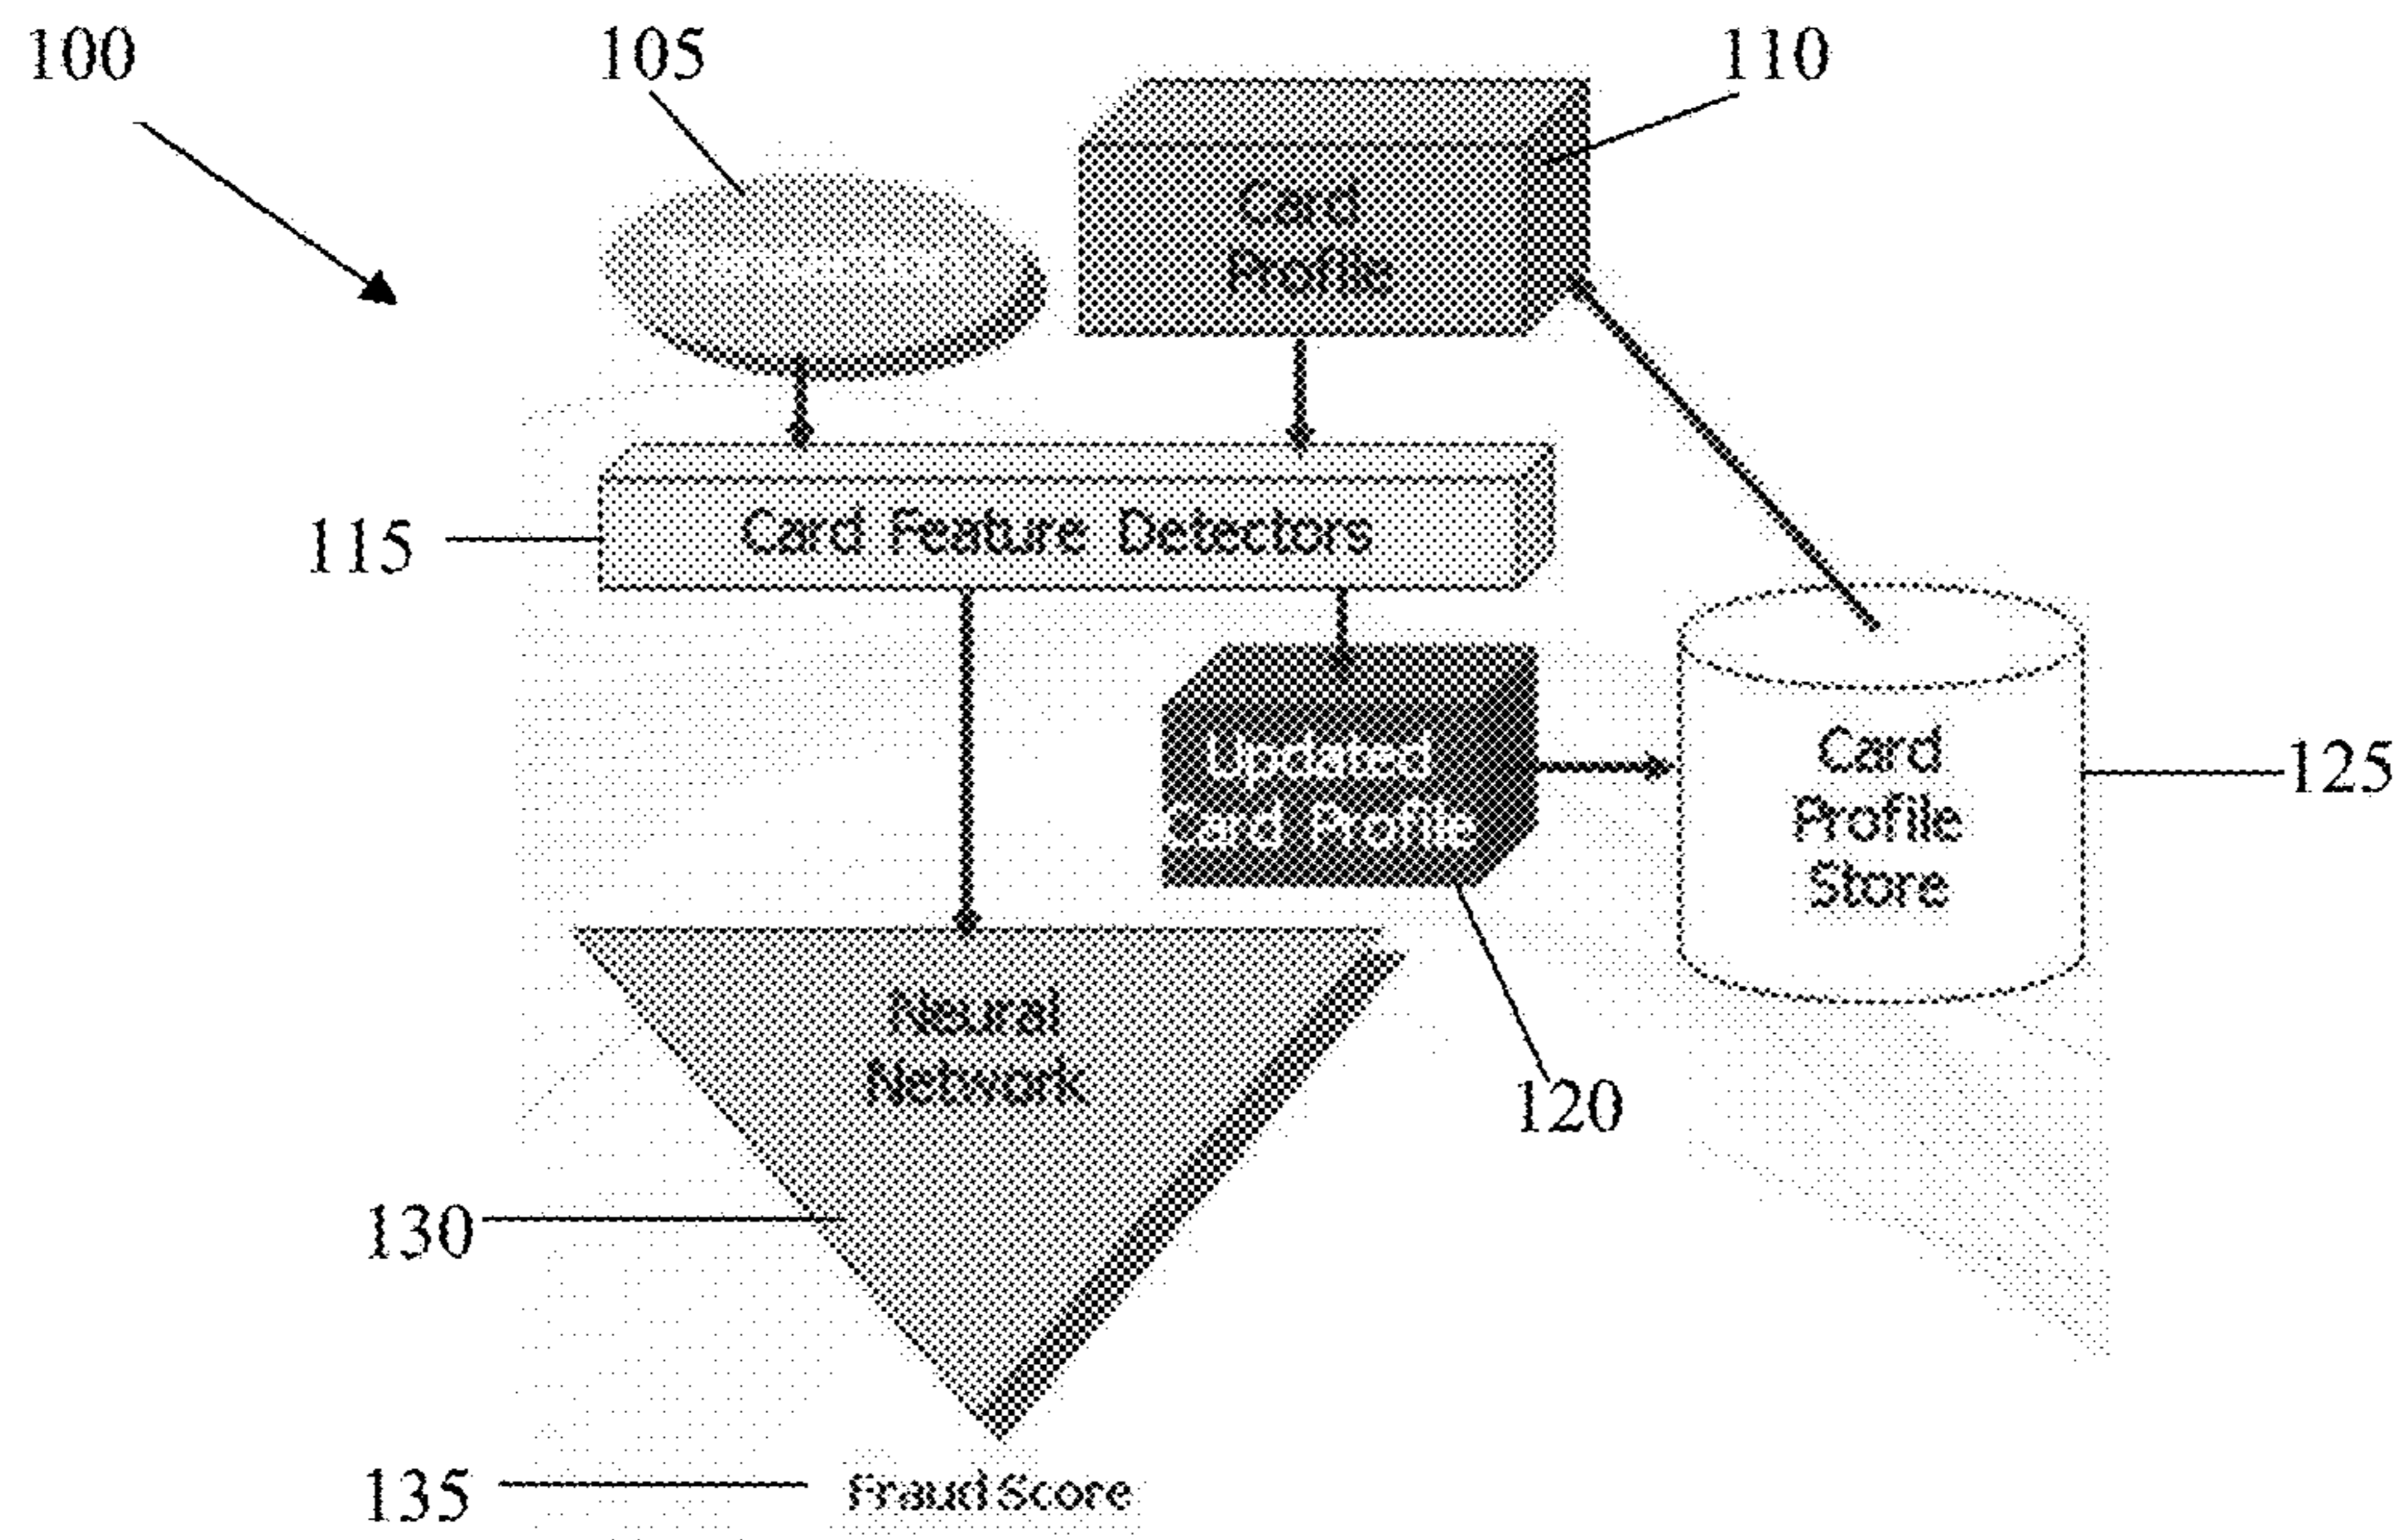 100
105
110
Card
Profile
115
Card Feature Detectors
Updated
Card Profile
Card
Profile
Store
125
Neural
Network
120
130
135
Fraud Score